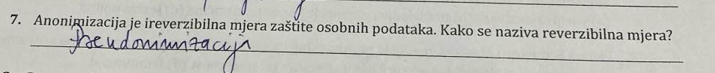 7. Anonimizacija je ireverzibilna mjera zaštite osobnih podataka. Kako se naziva reverzibilna mjera?
Pseudonimizacija